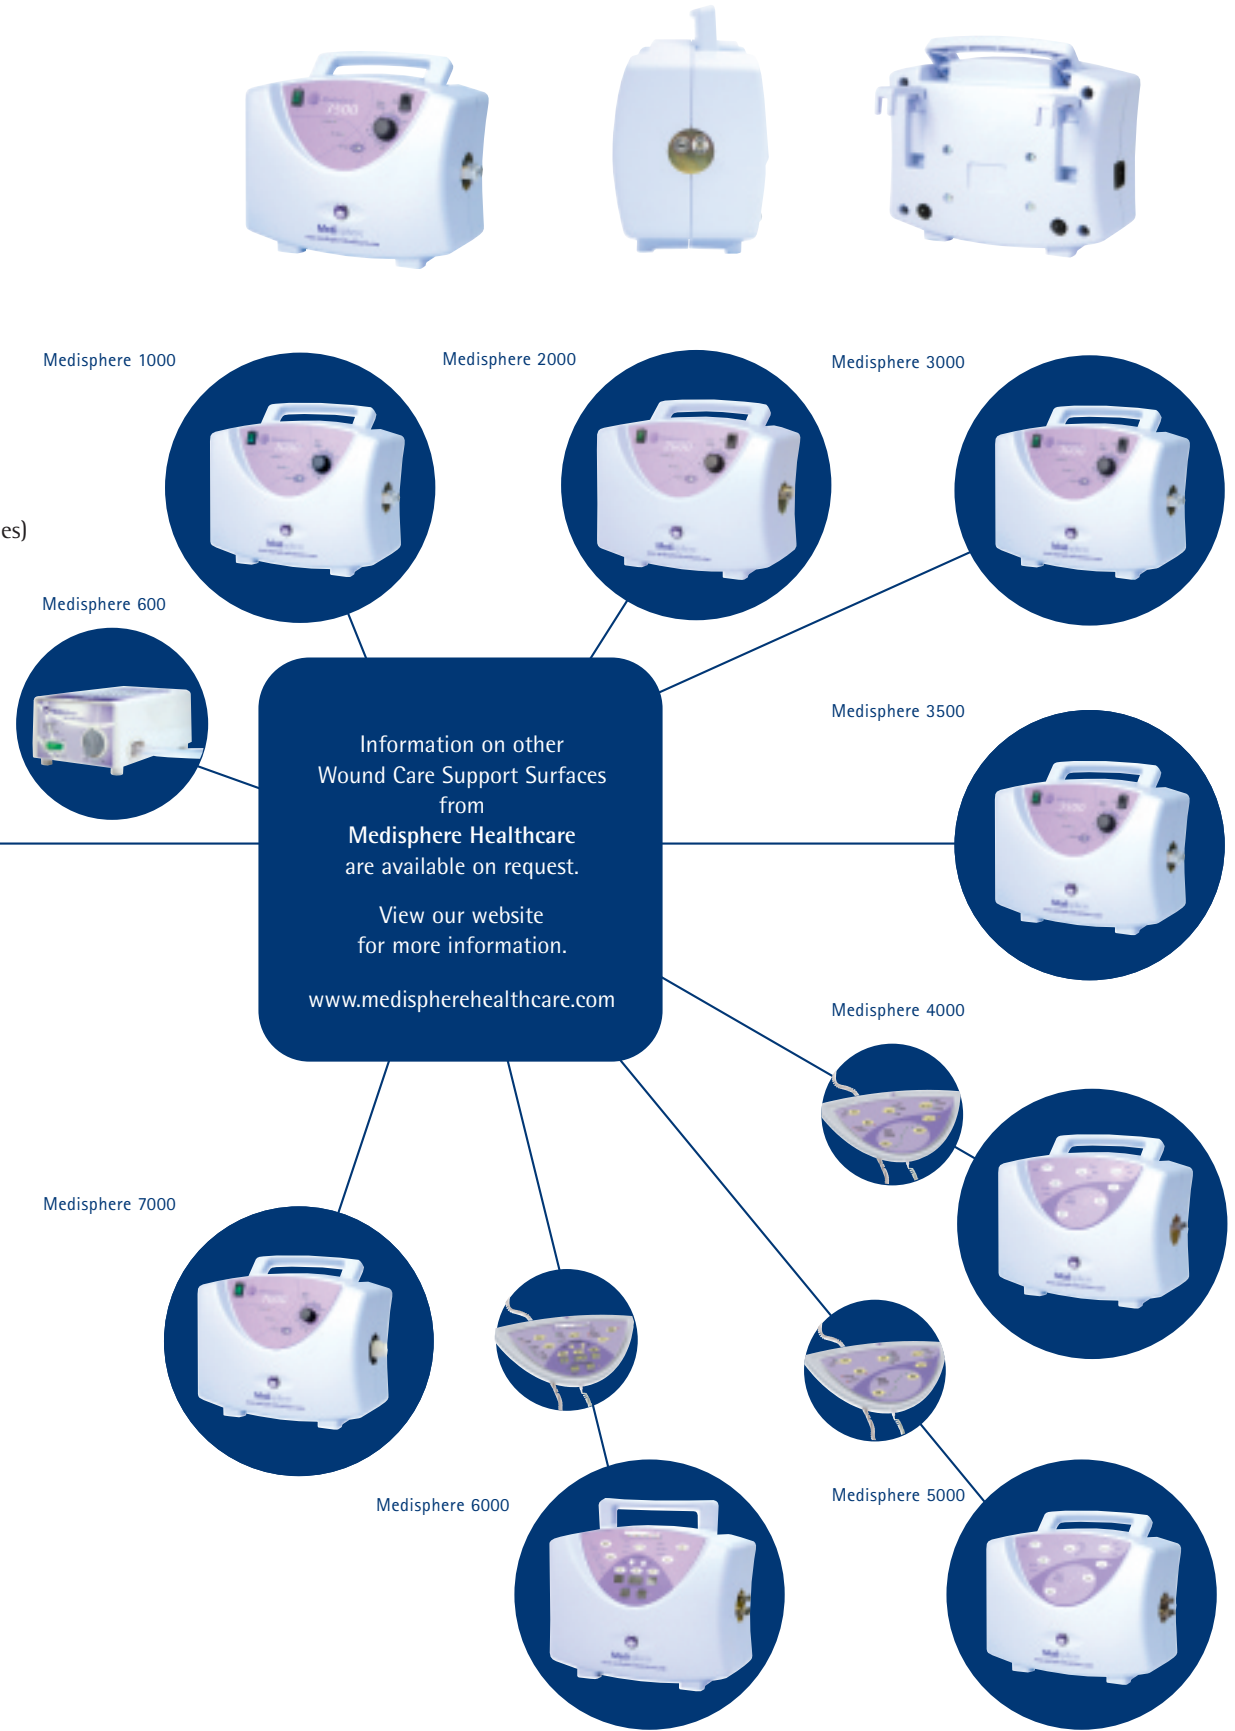 Medisphere 1000
Medisphere 2000
Medisphere 3000
es)
Medisphere 600
Medisphere 3500
Information on other
Wound Care Support Surfaces
from
Medisphere Healthcare
are available on request.
View our website
for more information.
www.medispherehealthcare.com
Medisphere 4000
Medisphere 7000
Medisphere 6000
Medisphere 5000